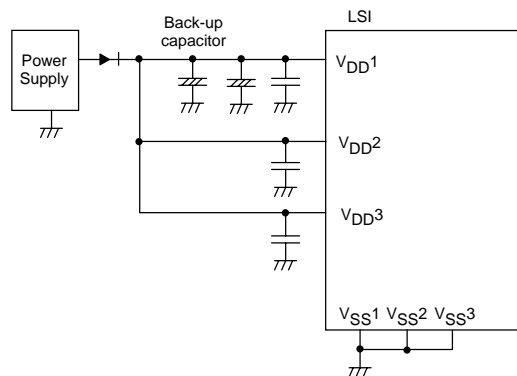 LSI
Back-up
capacitor
Power
Supply
VDD1
VDD2
VDD3
VSS1 VSS2 VSS3